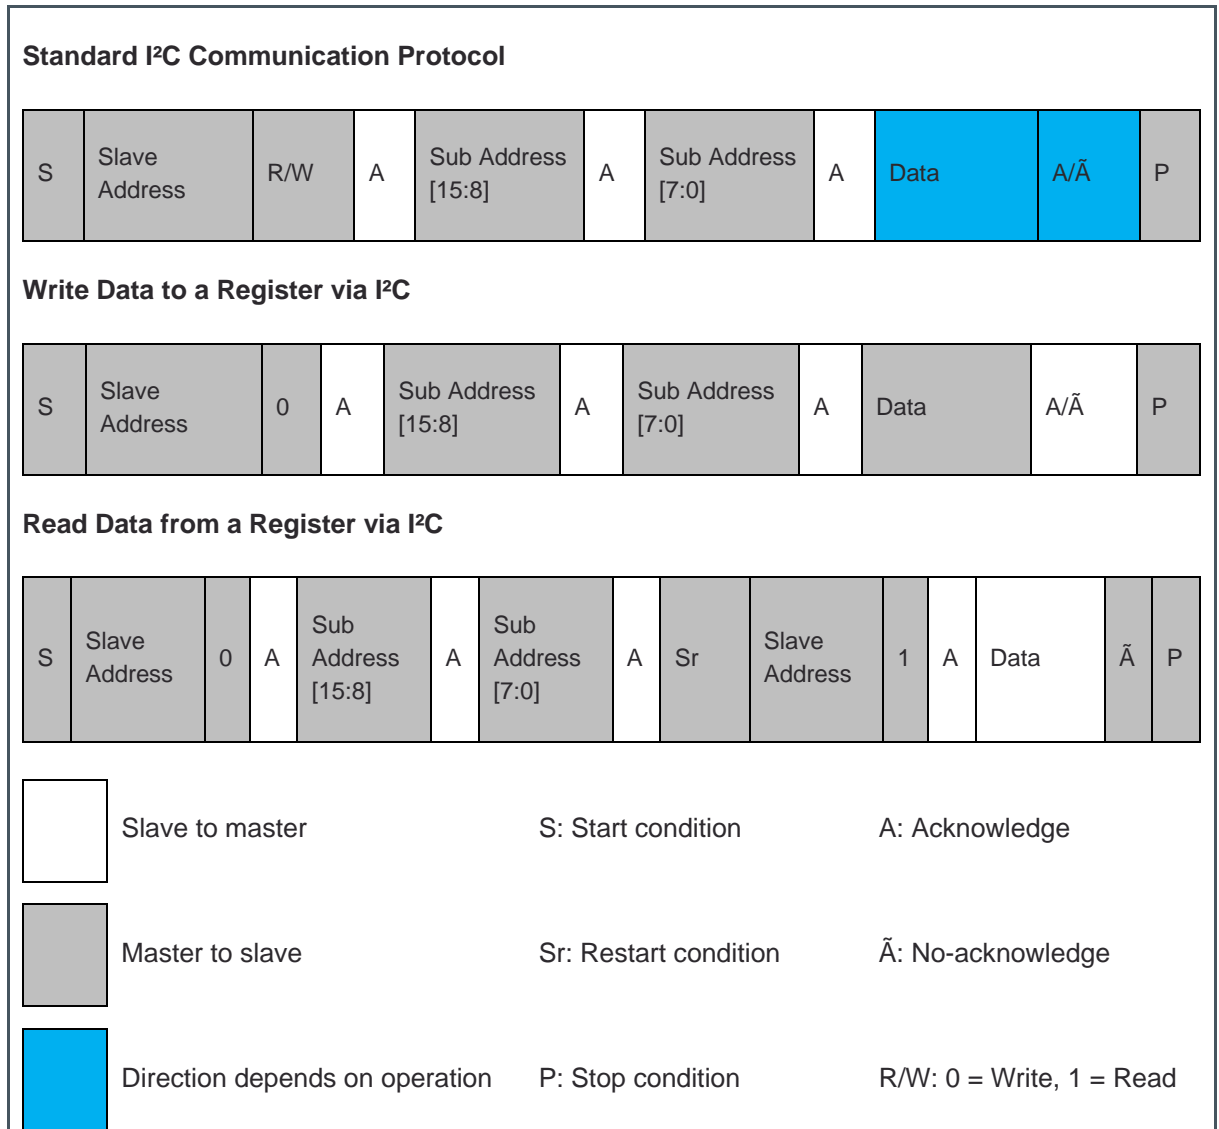 Standard I²C Communication Protocol
S Slave Address R/W A Sub Address [15:8] A Sub Address [7:0] A Data A/Ã P
Write Data to a Register via I²C
S Slave Address 0 A Sub Address [15:8] A Sub Address [7:0] A Data A/Ã P
Read Data from a Register via I²C
S Slave Address 0 A Sub Address [15:8] A Sub Address [7:0] A Sr Slave Address 1 A Data Ã P
Slave to master S: Start condition A: Acknowledge
Master to slave Sr: Restart condition Ã: No-acknowledge
Direction depends on operation P: Stop condition R/W: 0 = Write, 1 = Read